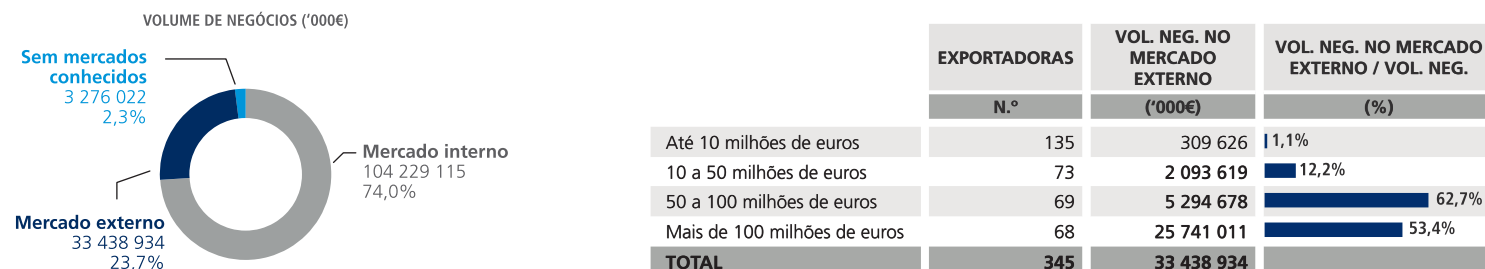 VOLUME DE NEGÓCIOS (’000€)
Sem mercados
conhecidos
3 276 022
2,3%
Mercado interno
104 229 115
74,0%
Mercado externo
33 438 934
23.7%
EXPORTADORAS
VOL. NEG. NO
MERCADO
EXTERNO
VOL. NEG. NO MERCADO
EXTERNO / VOL. NEG.
N.º (‘000€) (%)
Até 10 milhões de euros 135 309 626 1,1%
10 a 50 milhões de euros 73 2 093 619 12,2%
50 a 100 milhões de euros 69 5 294 678 62,7%
Mais de 100 milhões de euros 68 25 741 011 53,4%
TOTAL 345 33 438 934